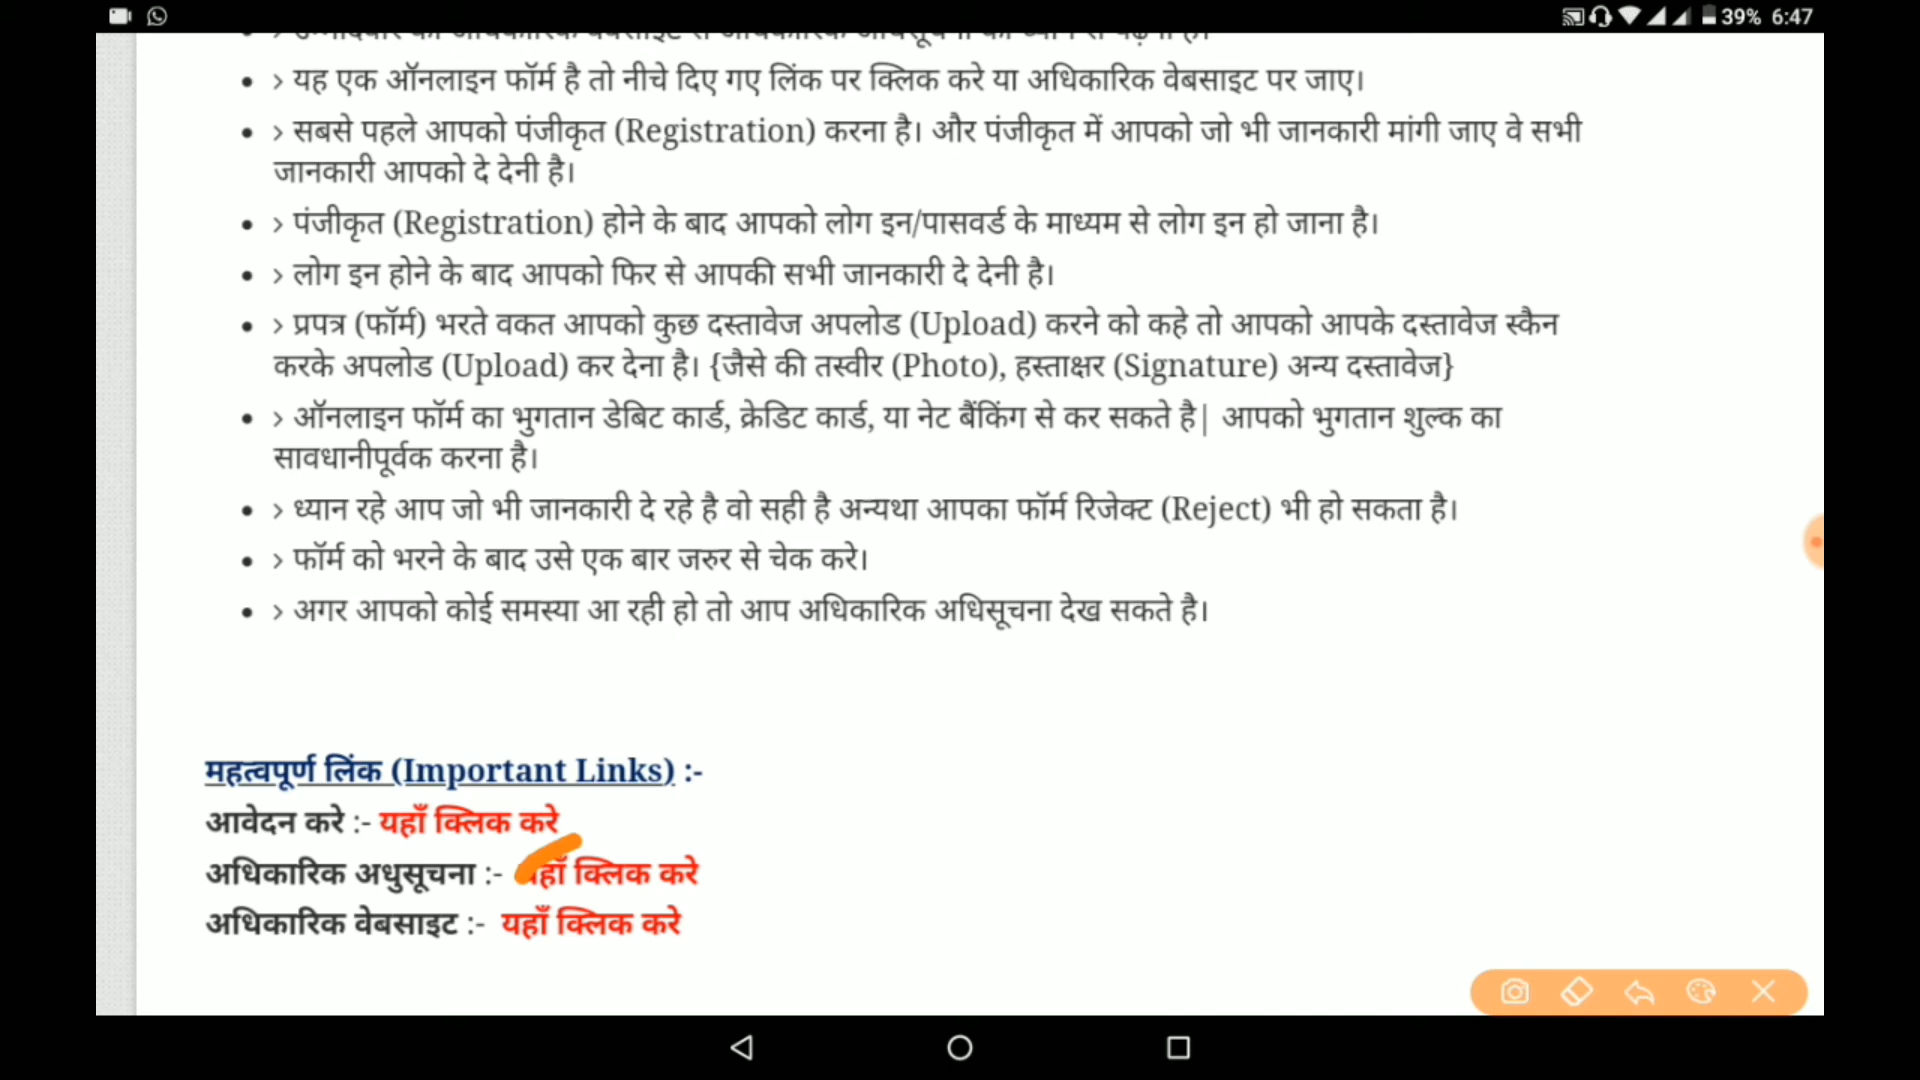 39% 6:47
• > यह एक ऑनलाइन फॉर्म है तो नीचे दिए गए लिंक पर क्लिक करे या अधिकारिक वेबसाइट पर जाए।
• > सबसे पहले आपको पंजीकृत (Registration) करना है। और पंजीकृत में आपको जो भी जानकारी मांगी जाए वे सभी
जानकारी आपको दे देनी है।
• > पंजीकृत (Registration) होने के बाद आपको लोग इन/पासवर्ड के माध्यम से लोग इन हो जाना है।
• > लोग इन होने के बाद आपको फिर से आपकी सभी जानकारी दे देनी है।
• > प्रपत्र (फॉर्म) भरते वकत आपको कुछ दस्तावेज अपलोड (Upload) करने को कहे तो आपको आपके दस्तावेज स्कैन
करके अपलोड (Upload) कर देना है। {जैसे की तस्वीर (Photo), हस्ताक्षर (Signature) अन्य दस्तावेज}
• > ऑनलाइन फॉर्म का भुगतान डेबिट कार्ड, क्रेडिट कार्ड, या नेट बैंकिंग से कर सकते है| आपको भुगतान शुल्क का
सावधानीपूर्वक करना है।
• > ध्यान रहे आप जो भी जानकारी दे रहे है वो सही है अन्यथा आपका फॉर्म रिजेक्ट (Reject) भी हो सकता है।
• > फॉर्म को भरने के बाद उसे एक बार जरुर से चेक करे।
• > अगर आपको कोई समस्या आ रही हो तो आप अधिकारिक अधिसूचना देख सकते है।
महत्वपूर्ण लिंक (Important Links) :-
आवेदन करे :- यहाँ क्लिक करे
अधिकारिक अधुसूचना :- यहाँ क्लिक करे
अधिकारिक वेबसाइट :- यहाँ क्लिक करे